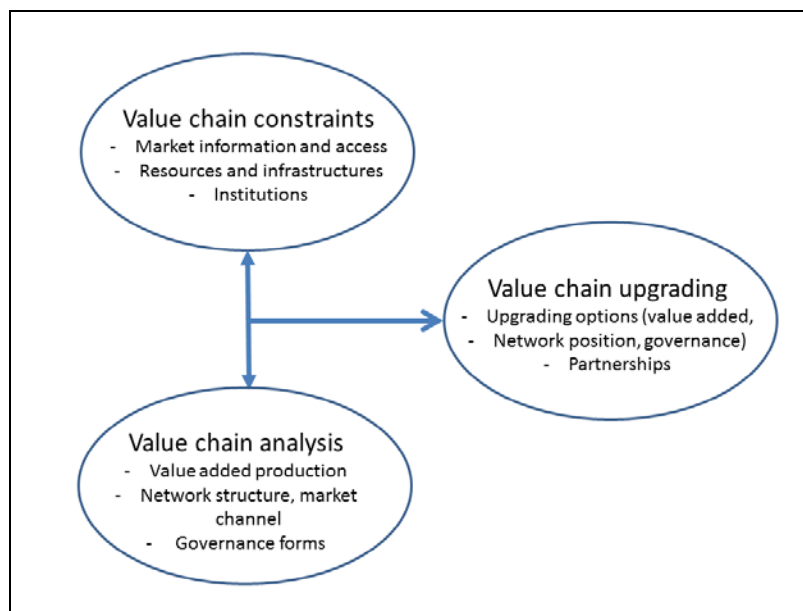 Value chain constraints
- Market information and access
- Resources and infrastructures
- Institutions
Value chain upgrading
- Upgrading options (value added,
- Network position, governance)
- Partnerships
Value chain analysis
- Value added production
- Network structure, market
channel
- Governance forms